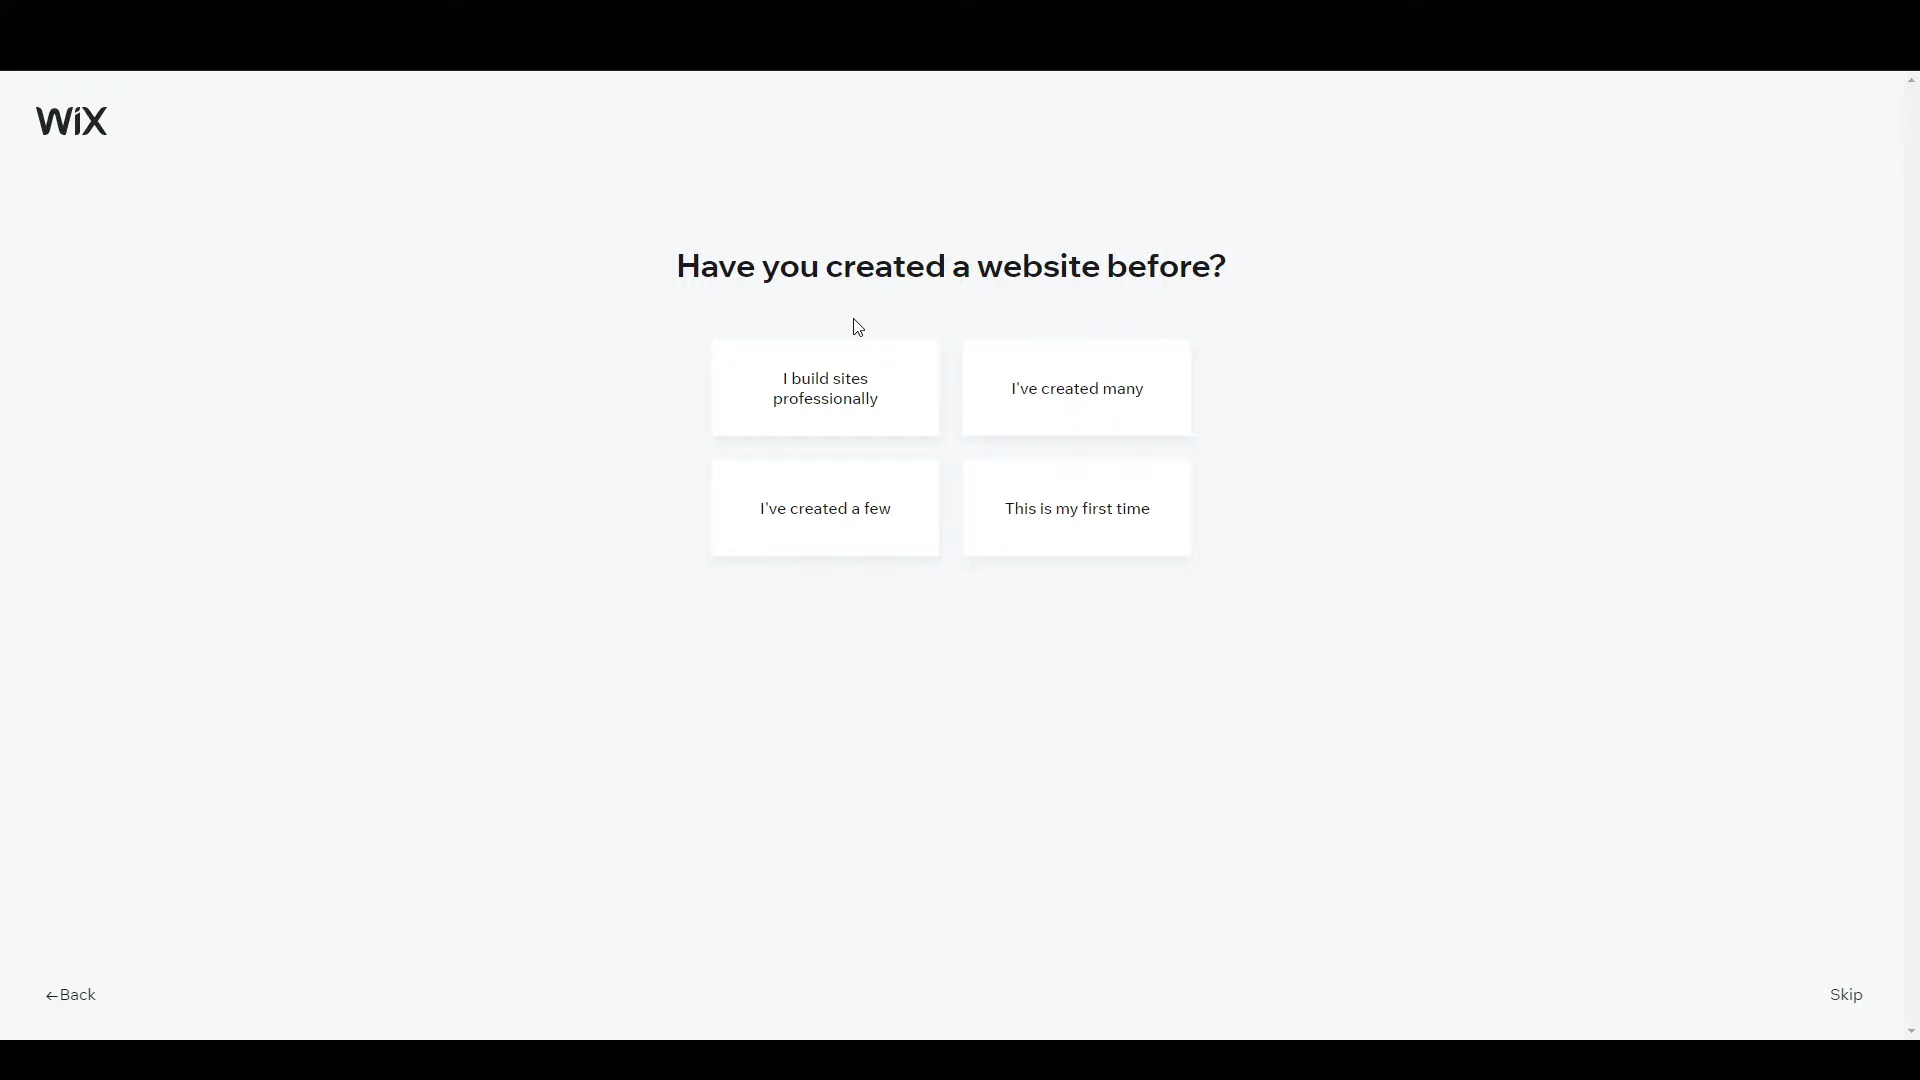 WiX
Have you created a website before?
I build sites
professionally
I've created many
I've created a few
This is my first time
←Back
Skip